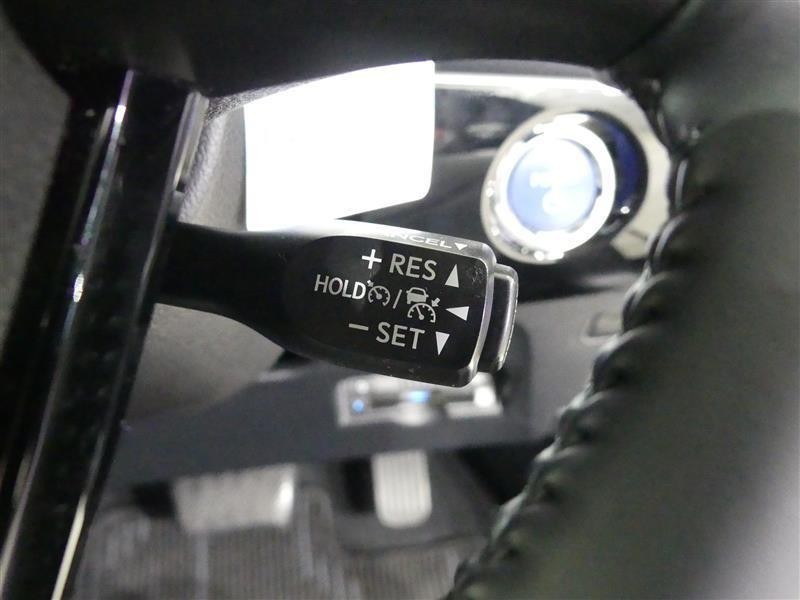 CANCEL▼
+ RES ▲
HOLD /
− SET ▼